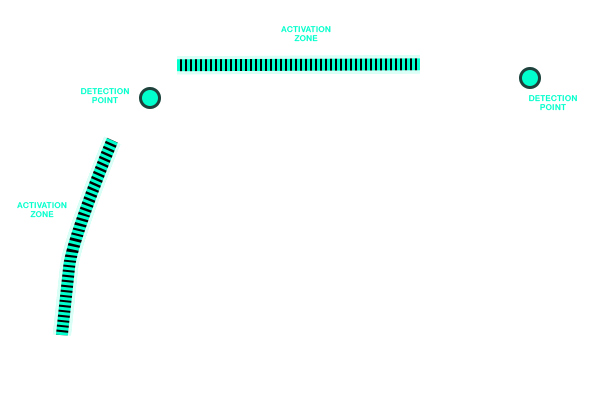 ACTIVATION
ZONE
DETECTION
POINT
DETECTION
POINT
ACTIVATION
ZONE